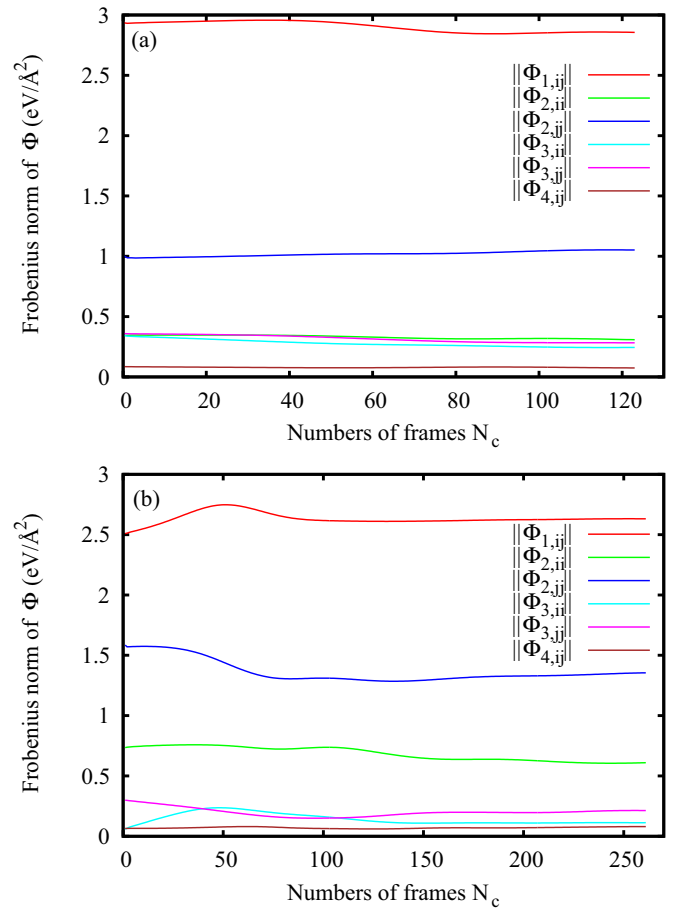 (a)
Frobenius norm of Φ (eV/Å²)
3
2.5
2
1.5
1
0.5
0
||Φ1,ij||
||Φ2,ii||
||Φ2,jj||
||Φ3,ii||
||Φ3,jj||
||Φ4,ij||
0 20 40 60 80 100 120
Numbers of frames Nc
(b)
Frobenius norm of Φ (eV/Å²)
3
2.5
2
1.5
1
0.5
0
||Φ1,ij||
||Φ2,ii||
||Φ2,jj||
||Φ3,ii||
||Φ3,jj||
||Φ4,ij||
0 50 100 150 200 250
Numbers of frames Nc